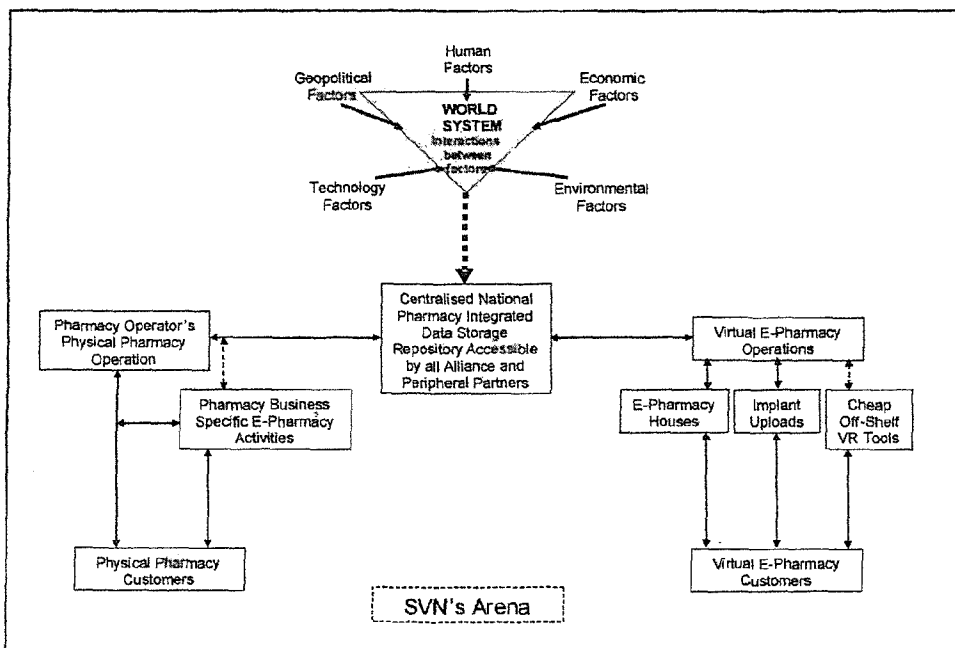 Human
Factors
Geopolitical
Factors
Economic
Factors
WORLD
SYSTEM
Interactions
between
factors
Technology
Factors
Environmental
Factors
Centralised National
Pharmacy Integrated
Data Storage
Repository Accessible
by all Alliance and
Peripheral Partners
Pharmacy Operator's
Physical Pharmacy
Operation
Virtual E-Pharmacy
Operations
Pharmacy Business
Specific E-Pharmacy
Activities
E-Pharmacy
Houses
Implant
Uploads
Cheap
Off-Shelf
VR Tools
Physical Pharmacy
Customers
Virtual E-Pharmacy
Customers
SVN's Arena